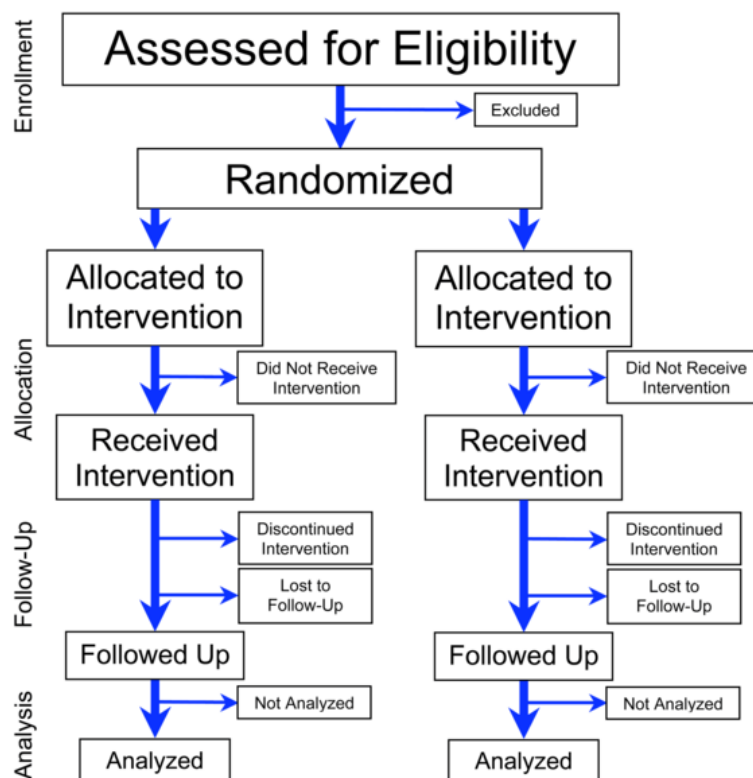 Enrollment
Assessed for Eligibility
Excluded
Randomized
Allocation
Allocated to
Intervention
Allocated to
Intervention
Did Not Receive
Intervention
Did Not Receive
Intervention
Received
Intervention
Received
Intervention
Follow-Up
Discontinued
Intervention
Discontinued
Intervention
Lost to
Follow-Up
Lost to
Follow-Up
Followed Up
Followed Up
Analysis
Not Analyzed
Not Analyzed
Analyzed
Analyzed